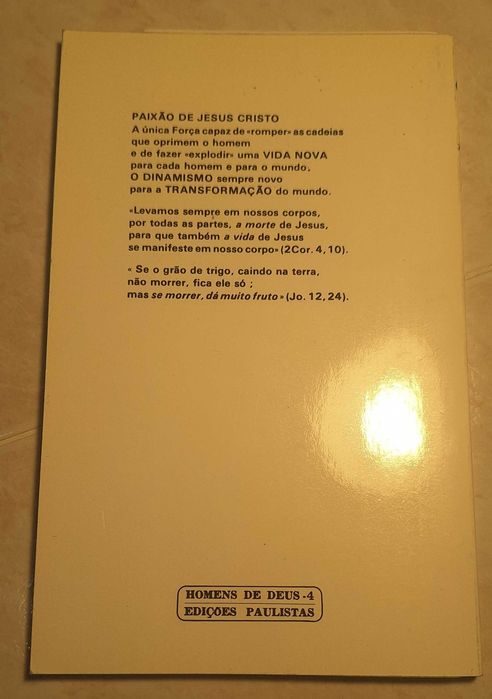 PAIXÃO DE JESUS CRISTO
A única Força capaz de «romper» as cadeias
que oprimem o homem
e de fazer «explodir» uma VIDA NOVA
para cada homem e para o mundo.
O DINAMISMO sempre novo
para a TRANSFORMAÇÃO do mundo.
«Levamos sempre em nossos corpos,
por todas as partes, a morte de Jesus,
para que também a vida de Jesus
se manifeste em nosso corpo» (2Cor. 4, 10).
« Se o grão de trigo, caindo na terra,
não morrer, fica ele só ;
mas se morrer, dá muito fruto » (Jo. 12, 24).
HOMENS DE DEUS - 4
EDIÇÕES PAULISTAS